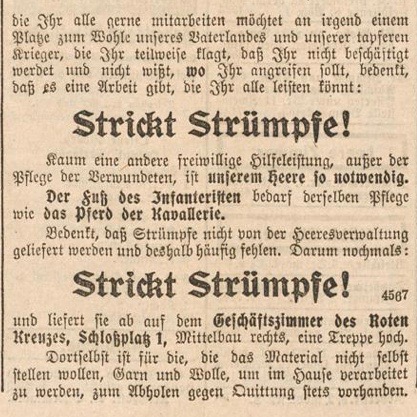 die Ihr alle gerne mitarbeiten möchtet an irgend einem
Platze zum Wohle unseres Vaterlandes und unserer tapferen
Krieger, die Ihr teilweise klagt, daß Ihr nicht beschäftigt
werdet und nicht wißt, wo Ihr angreifen sollt, bedenkt,
daß es eine Arbeit gibt, die Ihr alle leisten könnt:
Strickt Strümpfe!
Kaum eine andere freiwillige Hilfeleistung, außer der
Pflege der Verwundeten, ist unserem Heere so notwendig.
Der Fuß des Infanteristen bedarf derselben Pflege
wie das Pferd der Kavallerie.
Bedenkt, daß Strümpfe nicht von der Heeresverwaltung
geliefert werden und deshalb häufig fehlen. Darum nochmals:
Strickt Strümpfe!
4567
und liefert sie ab auf dem Geschäftszimmer des Roten
Kreuzes, Schloßplatz 1, Mittelbau rechts, eine Treppe hoch.
Dortselbst ist für die, die das Material nicht selbst
stellen wollen, Garn und Wolle, um im Hause verarbeitet
zu werden, zum Abholen gegen Quittung stets vorhanden.